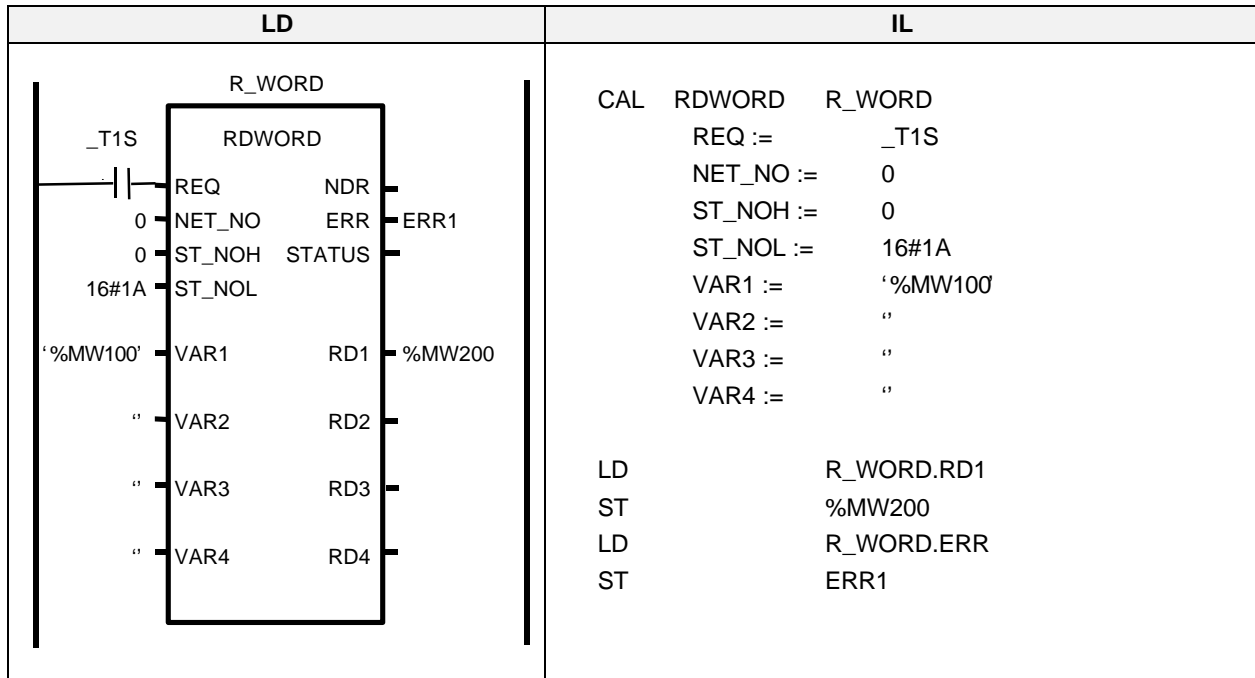 LD
IL
R_WORD
_T1S
RDWORD
REQ NDR
0 NET_NO ERR ERR1
0 ST_NOH STATUS
16#1A ST_NOL
‘%MW100’ VAR1 RD1 %MW200
‘’ VAR2 RD2
‘’ VAR3 RD3
‘’ VAR4 RD4
CAL RDWORD R_WORD
REQ := _T1S
NET_NO := 0
ST_NOH := 0
ST_NOL := 16#1A
VAR1 := ‘%MW100’
VAR2 := ‘’
VAR3 := ‘’
VAR4 := ‘’
LD R_WORD.RD1
ST %MW200
LD R_WORD.ERR
ST ERR1